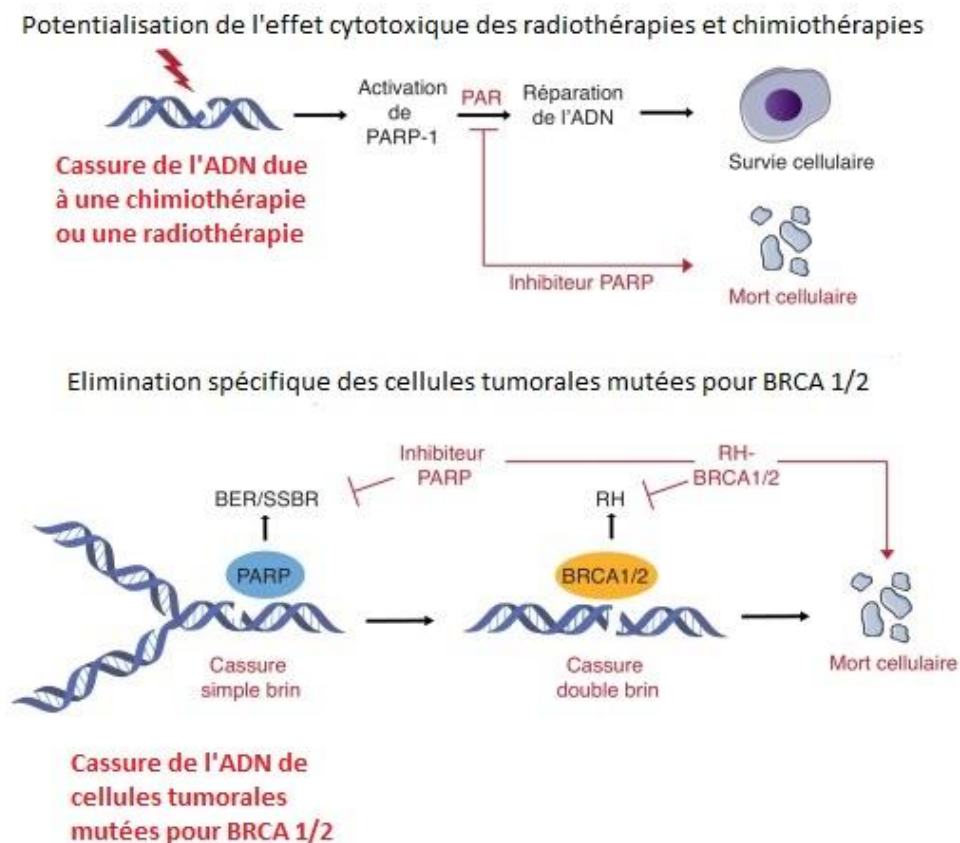 Potentialisation de l'effet cytotoxique des radiothérapies et chimiothérapies
Activation
de
PARP-1
PAR
Réparation
de l'ADN
Survie cellulaire
Cassure de l'ADN due
à une chimiothérapie
ou une radiothérapie
Inhibiteur PARP
Mort cellulaire
Elimination spécifique des cellules tumorales mutées pour BRCA 1/2
Inhibiteur
PARP
RH-
BRCA1/2
BER/SSBR
RH
PARP
BRCA1/2
Cassure
simple brin
Cassure
double brin
Mort cellulaire
Cassure de l'ADN de
cellules tumorales
mutées pour BRCA 1/2